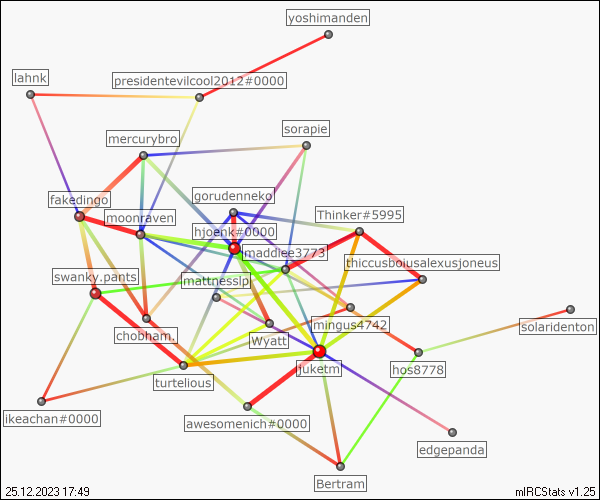 yoshimanden
lahnk
presidentevilcool2012#0000
sorapie
mercurybro
fakedingo
gorudenneko
moonraven
Thinker#5995
hjoenk#0000
maddiee3773
thiccusboiusalexusjoneus
swanky.pants
mattnesslp
mingus4742
solaridenton
chobham.
Wyatt
juketm
hos8778
turtelious
ikeachan#0000
awesomenich#0000
edgepanda
Bertram
25.12.2023 17:49
mIRCStats v1.25